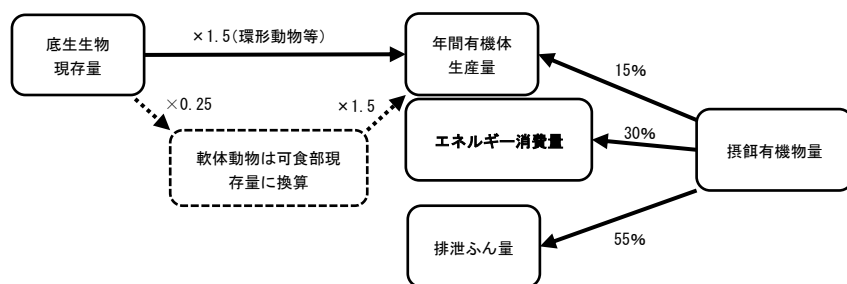 底生生物
現存量
×1.5(環形動物等)
年間有機体
生産量
15%
×0.25
×1.5
軟体動物は可食部現
存量に換算
エネルギー消費量
30%
摂餌有機物量
排泄ふん量
55%